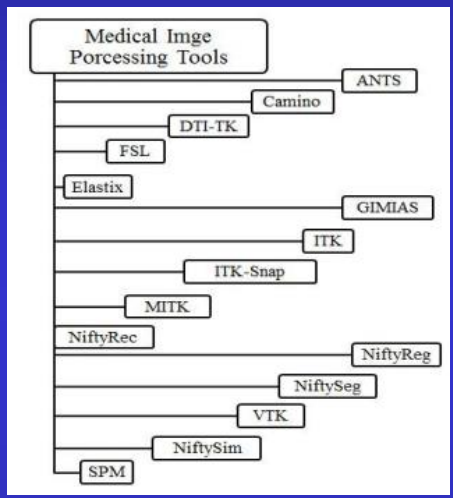 Medical Imge
Porcessing Tools
ANTS
Camino
DTI-TK
FSL
Elastix
GIMIAS
ITK
ITK-Snap
MITK
NiftyRec
NiftyReg
NiftySeg
VTK
NiftySim
SPM